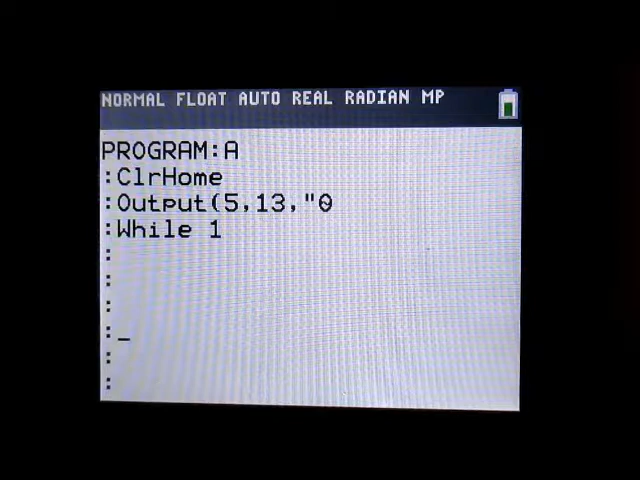 NORMAL FLOAT AUTO REAL RADIAN MP
PROGRAM:A
:ClrHome
:Output(5,13,"0
:While 1
:
:
:
:_
:
: